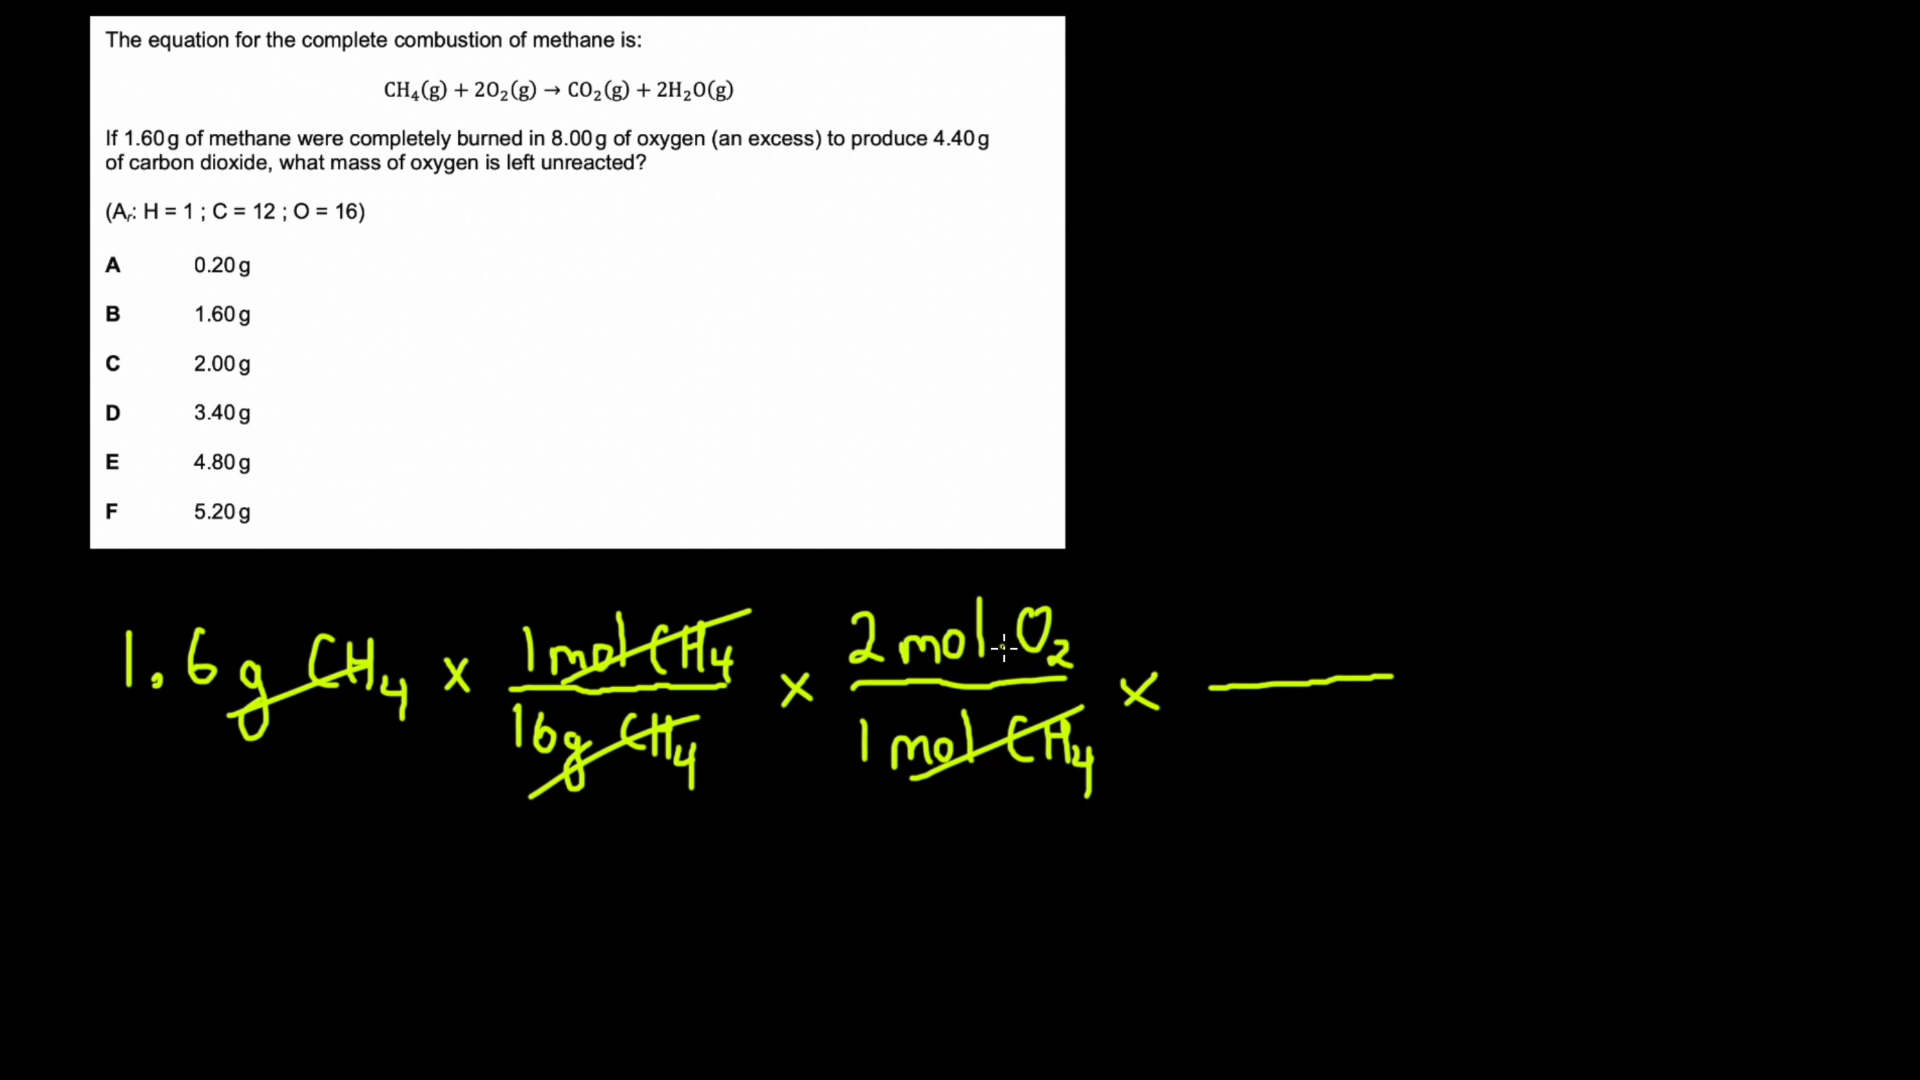 The equation for the complete combustion of methane is:
CH₄(g) + 2O₂(g) → CO₂(g) + 2H₂O(g)
If 1.60 g of methane were completely burned in 8.00 g of oxygen (an excess) to produce 4.40 g
of carbon dioxide, what mass of oxygen is left unreacted?
(Aᵣ: H = 1 ; C = 12 ; O = 16)
A 0.20 g
B 1.60 g
C 2.00 g
D 3.40 g
E 4.80 g
F 5.20 g
1.6 g CH₄ × 1 mol CH₄ / 16 g CH₄ × 2 mol O₂ / 1 mol CH₄ ×